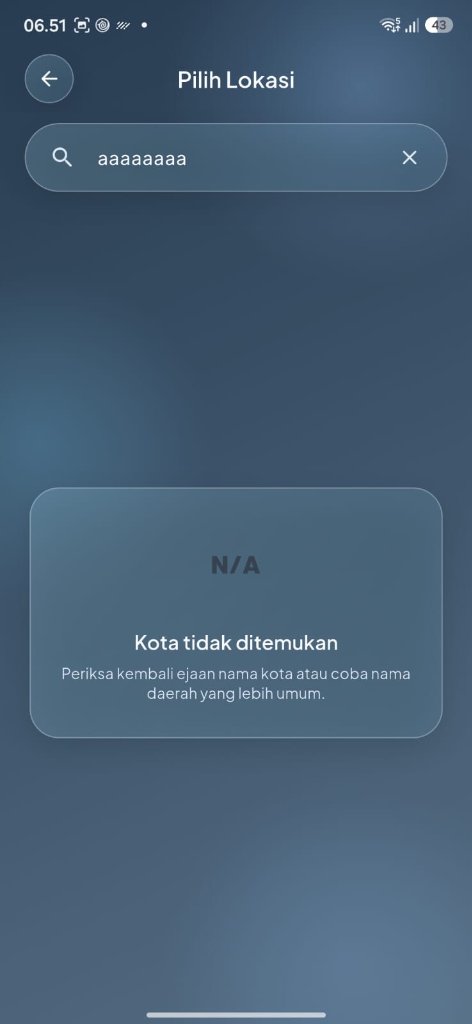 06.51
43
Pilih Lokasi
aaaaaaaa
N/A
Kota tidak ditemukan
Periksa kembali ejaan nama kota atau coba nama
daerah yang lebih umum.